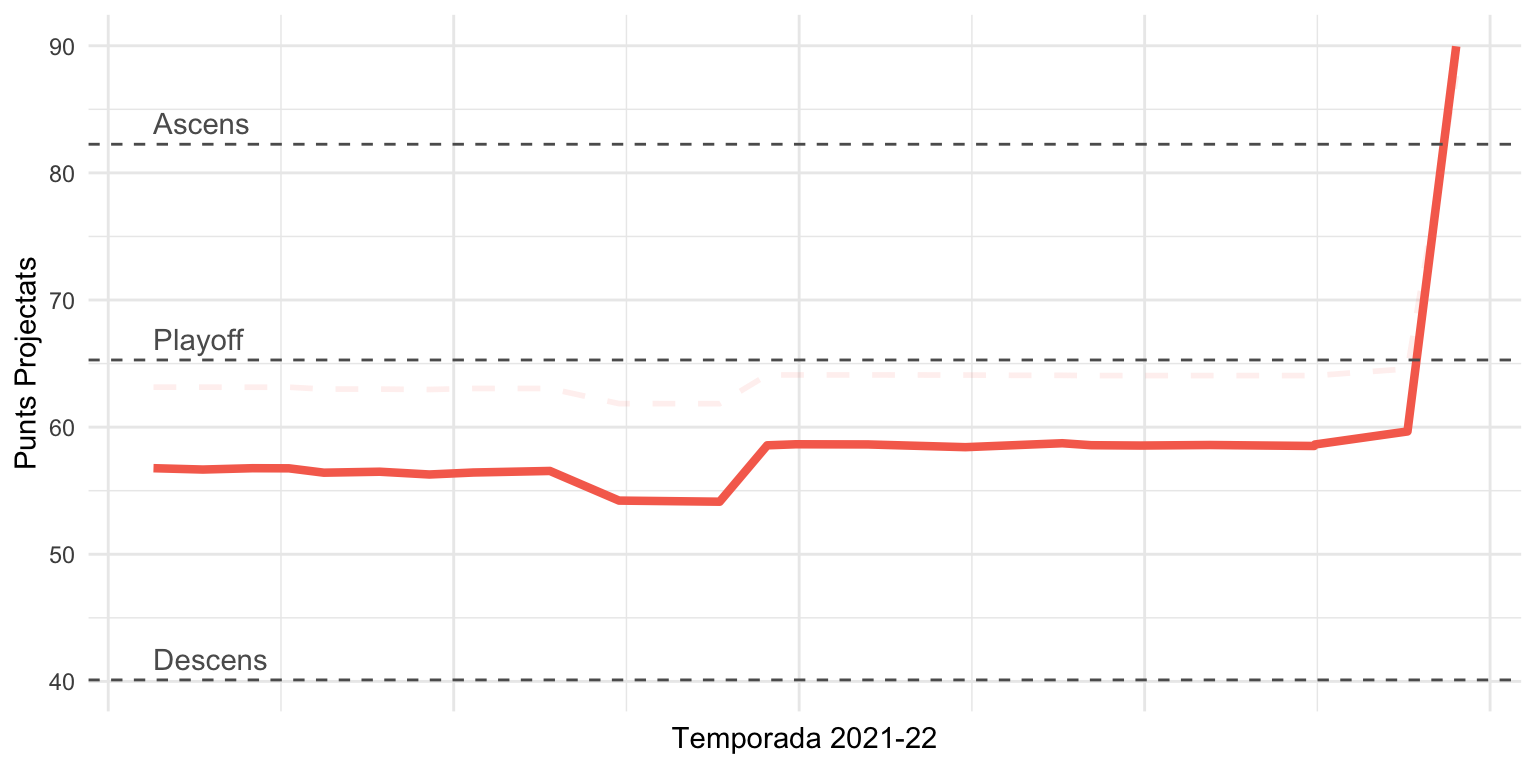 90
Ascens
80
70
Playoff
60
50
Descens
40
Punts Projectats
Temporada 2021-22